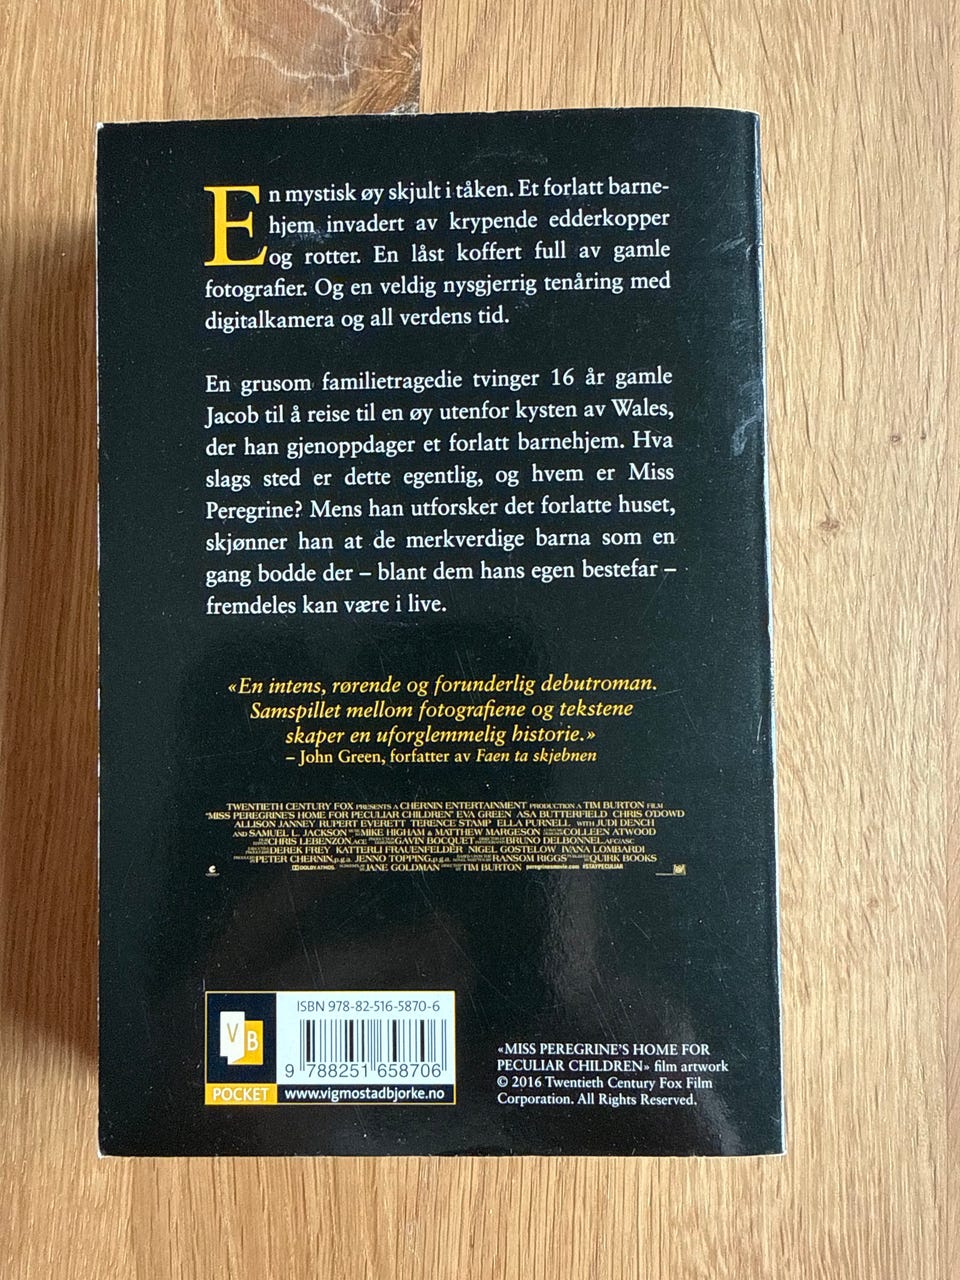 En mystisk øy skjult i tåken. Et forlatt barne-
hjem invadert av krypende edderkopper
og rotter. En låst koffert full av gamle
fotografier. Og en veldig nysgjerrig tenåring med
digitalkamera og all verdens tid.
En grusom familietragedie tvinger 16 år gamle
Jacob til å reise til en øy utenfor kysten av Wales,
der han gjenoppdager et forlatt barnehjem. Hva
slags sted er dette egentlig, og hvem er Miss
Peregrine? Mens han utforsker det forlatte huset,
skjønner han at de merkverdige barna som en
gang bodde der – blant dem hans egen bestefar –
fremdeles kan være i live.
«En intens, rørende og forunderlig debutroman.
Samspillet mellom fotografiene og tekstene
skaper en uforglemmelig historie.»
– John Green, forfatter av Faen ta skjebnen
TWENTIETH CENTURY FOX PRESENTS A CHERNIN ENTERTAINMENT PRODUCTION A TIM BURTON FILM
"MISS PEREGRINE'S HOME FOR PECULIAR CHILDREN" EVA GREEN ASA BUTTERFIELD CHRIS O'DOWD
ALLISON JANNEY RUPERT EVERETT TERENCE STAMP ELLA PURNELL WITH JUDI DENCH
AND SAMUEL L. JACKSON MIKE HIGHAM & MATTHEW MARGESON COLLEEN ATWOOD
CHRIS LEBENZON, ACE GAVIN BOCQUET BRUNO DELBONNEL, AFC/ASC
DEREK FREY KATTERLI FRAUENFELDER NIGEL GOSTELOW IVANA LOMBARDI
PETER CHERNIN, p.g.a. JENNO TOPPING, p.g.a. RANSOM RIGGS QUIRK BOOKS
DOLBY ATMOS JANE GOLDMAN TIM BURTON peregrinesmovie.com #STAYPECULIAR
ISBN 978-82-516-5870-6
V B
9 788251 658706
POCKET www.vigmostadbjorke.no
«MISS PEREGRINE'S HOME FOR
PECULIAR CHILDREN» film artwork
© 2016 Twentieth Century Fox Film
Corporation. All Rights Reserved.